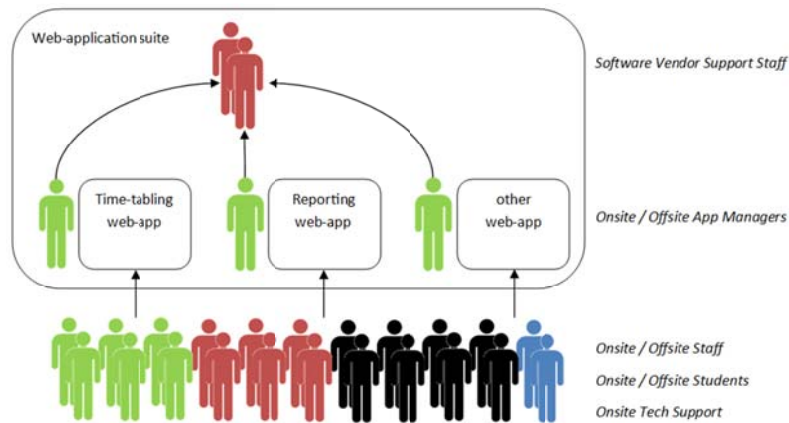 Web-application suite
Software Vendor Support Staff
Time-tabling
web-app
Reporting
web-app
other
web-app
Onsite / Offsite App Managers
Onsite / Offsite Staff
Onsite / Offsite Students
Onsite Tech Support